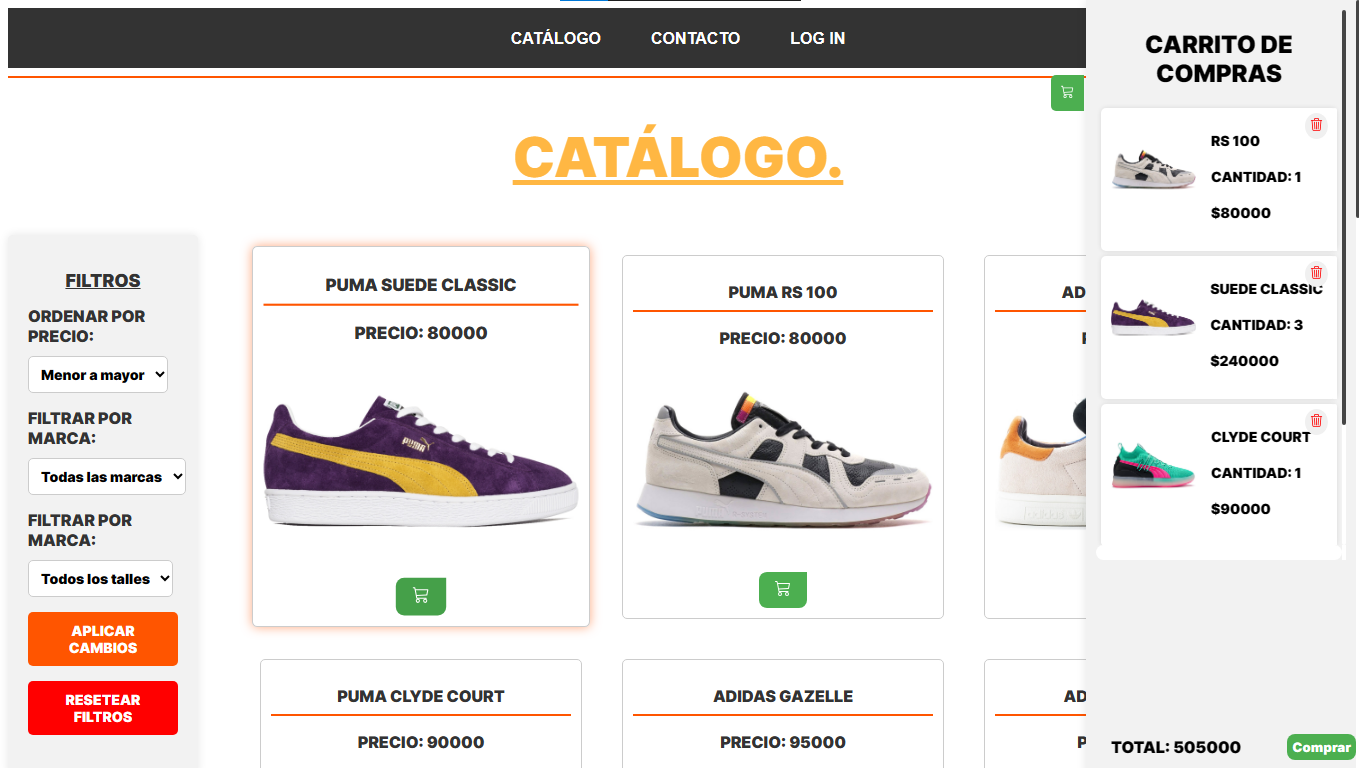 CATÁLOGO CONTACTO LOG IN
CATÁLOGO.
FILTROS
ORDENAR POR
PRECIO:
Menor a mayor
FILTRAR POR
MARCA:
Todas las marcas
FILTRAR POR
MARCA:
Todos los talles
APLICAR
CAMBIOS
RESETEAR
FILTROS
PUMA SUEDE CLASSIC
PRECIO: 80000
PUMA
PUMA RS 100
PRECIO: 80000
AD
P
PUMA CLYDE COURT
PRECIO: 90000
ADIDAS GAZELLE
PRECIO: 95000
AD
P
CARRITO DE
COMPRAS
RS 100
CANTIDAD: 1
$80000
SUEDE CLASSIC
CANTIDAD: 3
$240000
CLYDE COURT
CANTIDAD: 1
$90000
TOTAL: 505000
Comprar